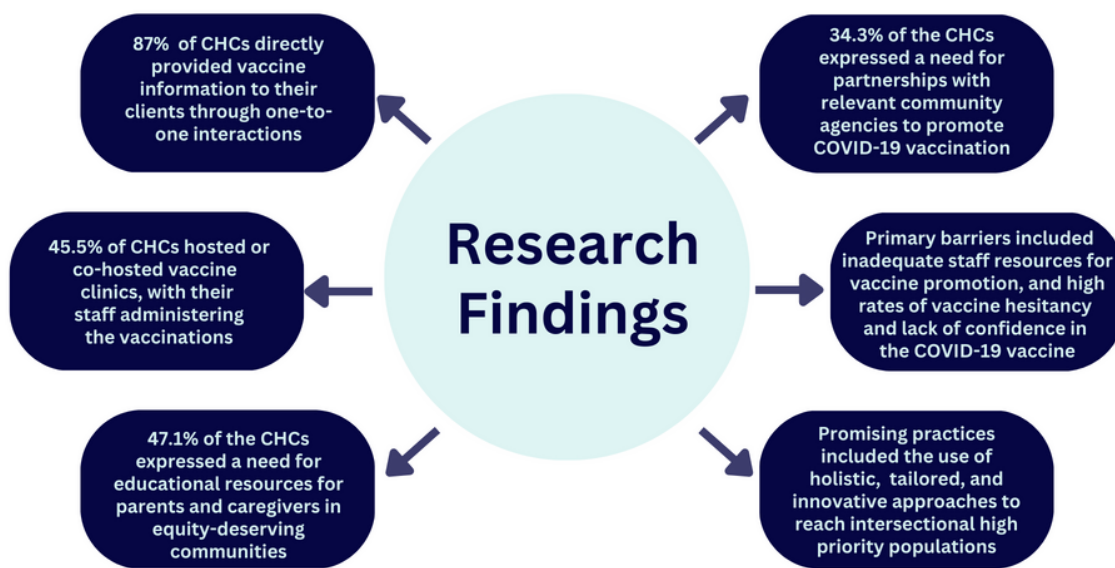 87% of CHCs directly
provided vaccine
information to their
clients through one-to-
one interactions
45.5% of CHCs hosted or
co-hosted vaccine
clinics, with their
staff administering
the vaccinations
47.1% of the CHCs
expressed a need for
educational resources for
parents and caregivers in
equity-deserving
communities
Research
Findings
34.3% of the CHCs
expressed a need for
partnerships with
relevant community
agencies to promote
COVID-19 vaccination
Primary barriers included
inadequate staff resources for
vaccine promotion, and high
rates of vaccine hesitancy
and lack of confidence in
the COVID-19 vaccine
Promising practices
included the use of
holistic, tailored, and
innovative approaches to
reach intersectional high
priority populations